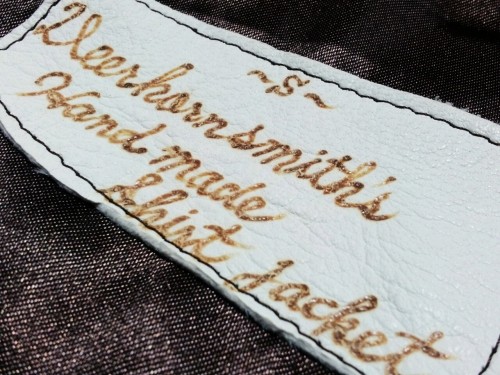 ~S~
Deerhornsmith's
Hand made
Shirt Jacket